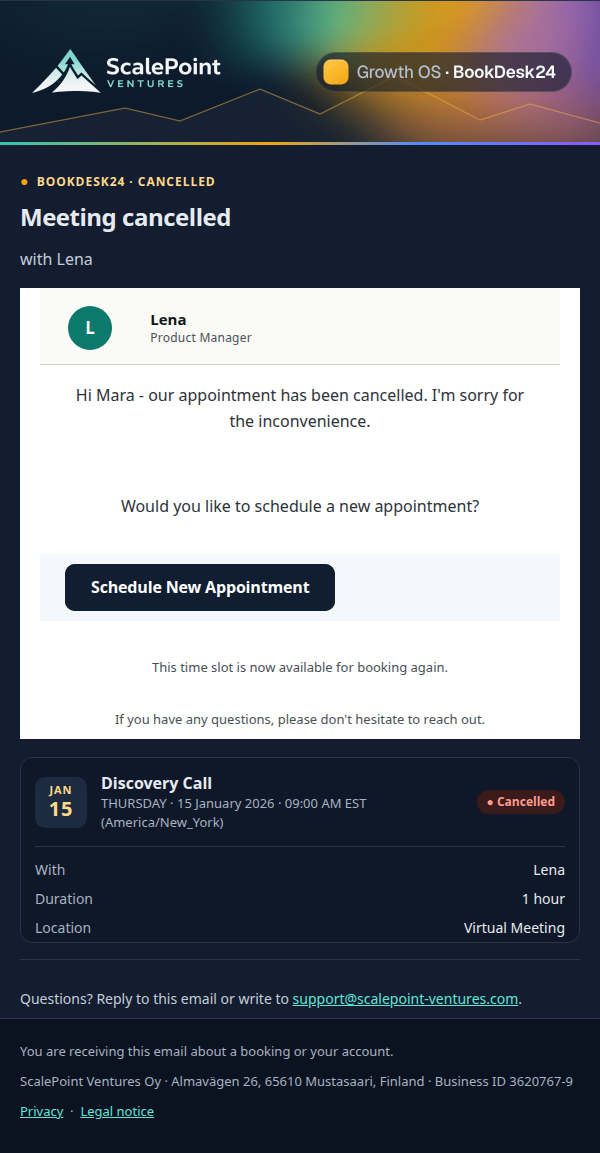 ScalePoint
VENTURES
Growth OS · BookDesk24
BOOKDESK24 · CANCELLED
Meeting cancelled
with Lena
L
Lena
Product Manager
Hi Mara - our appointment has been cancelled. I'm sorry for
the inconvenience.
Would you like to schedule a new appointment?
Schedule New Appointment
This time slot is now available for booking again.
If you have any questions, please don't hesitate to reach out.
JAN
15
Discovery Call
THURSDAY · 15 January 2026 · 09:00 AM EST
(America/New_York)
Cancelled
With Lena
Duration 1 hour
Location Virtual Meeting
Questions? Reply to this email or write to support@scalepoint-ventures.com.
You are receiving this email about a booking or your account.
ScalePoint Ventures Oy · Almavägen 26, 65610 Mustasaari, Finland · Business ID 3620767-9
Privacy · Legal notice